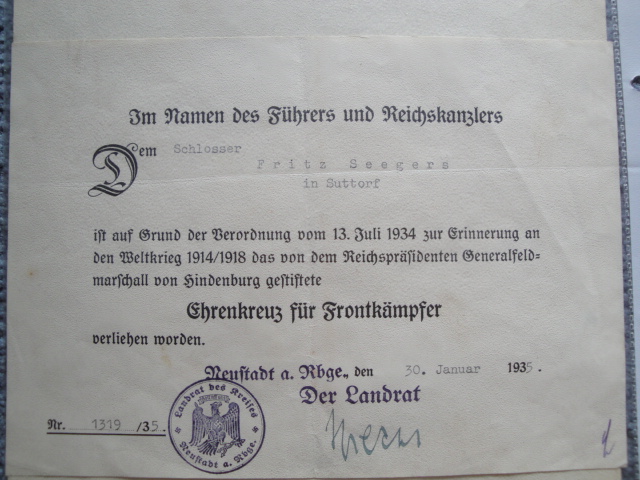 Im Namen des Führers und Reichskanzlers
Dem Schlosser
Fritz Seegers
in Suttorf
ist auf Grund der Verordnung vom 13. Juli 1934 zur Erinnerung an
den Weltkrieg 1914/1918 das von dem Reichspräsidenten Generalfeld-
marschall von Hindenburg gestiftete
Ehrenkreuz für Frontkämpfer
verliehen worden.
Neustadt a. Rbge., den 30. Januar 1935.
Der Landrat
Nr. 1319 /35.
Landrat des Kreises
Neustadt a. Rbge.